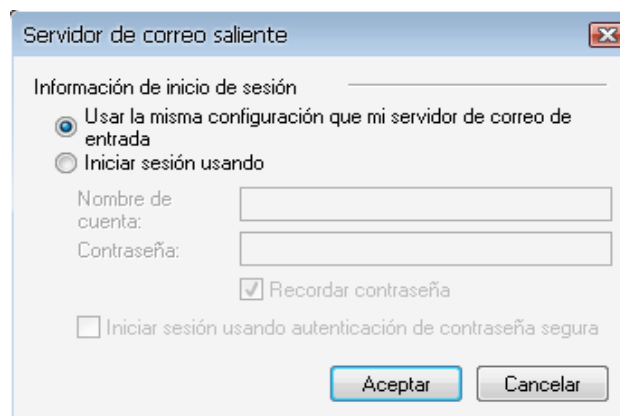 Servidor de correo saliente
Información de inicio de sesión
Usar la misma configuración que mi servidor de correo de
entrada
Iniciar sesión usando
Nombre de
cuenta:
Contraseña:
Recordar contraseña
Iniciar sesión usando autenticación de contraseña segura
Aceptar Cancelar